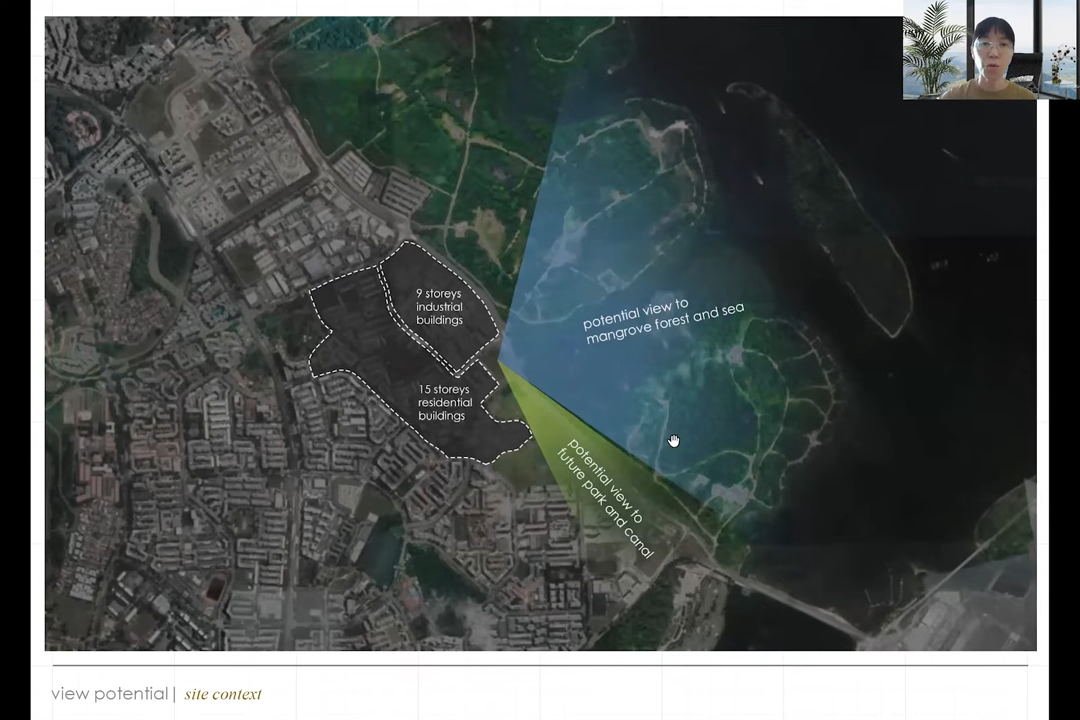 9 storeys
industrial
buildings
potential view to
mangrove forest and sea
15 storeys
residential
buildings
potential view to
future park and canal
view potential| site context